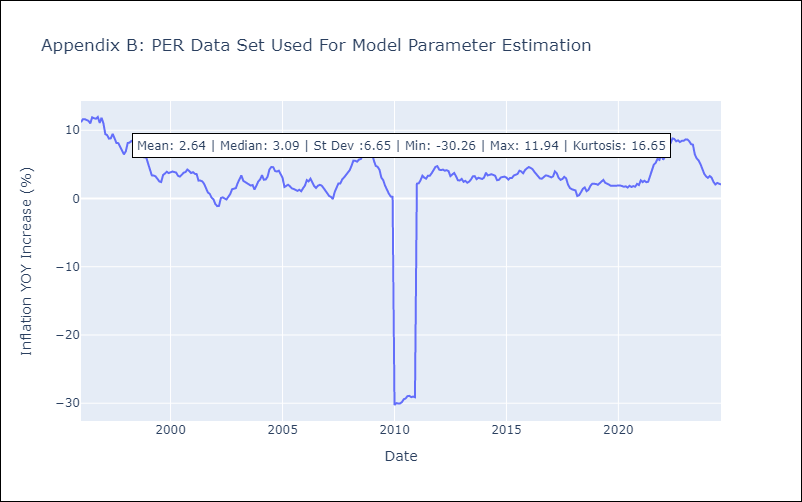 Appendix B: PER Data Set Used For Model Parameter Estimation
Mean: 2.64 | Median: 3.09 | St Dev :6.65 | Min: -30.26 | Max: 11.94 | Kurtosis: 16.65
Inflation YOY Increase (%)
10
0
−10
−20
−30
2000
2005
2010
2015
2020
Date